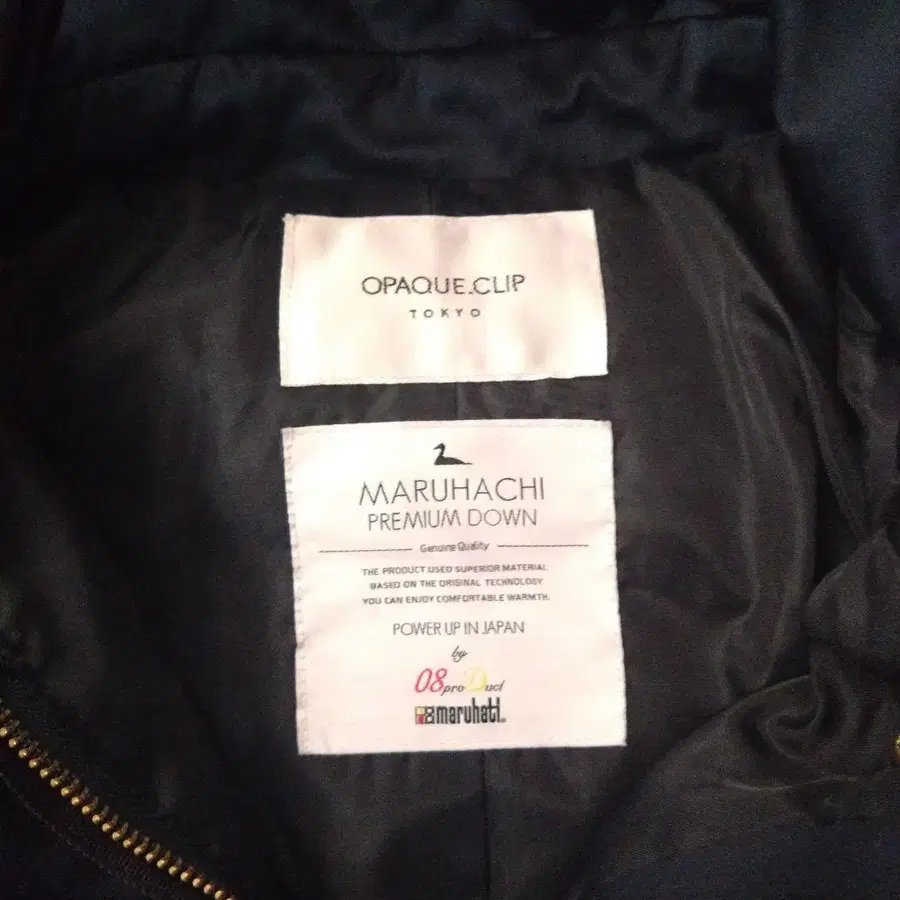 OPAQUE.CLIP
TOKYO
MARUHACHI
PREMIUM DOWN
Genuine Quality
THE PRODUCT USED SUPERIOR MATERIAL
BASED ON THE ORIGINAL TECHNOLOGY
YOU CAN ENJOY COMFORTABLE WARMTH.
POWER UP IN JAPAN
by
08proDuct
maruhati